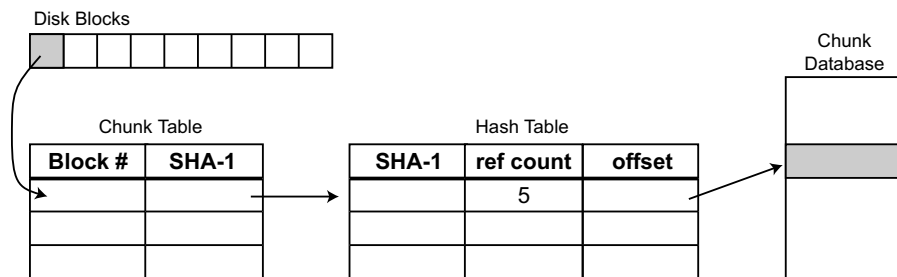 Disk Blocks
Chunk
Database
Chunk Table
Hash Table
Block # SHA-1
SHA-1 ref count offset
5